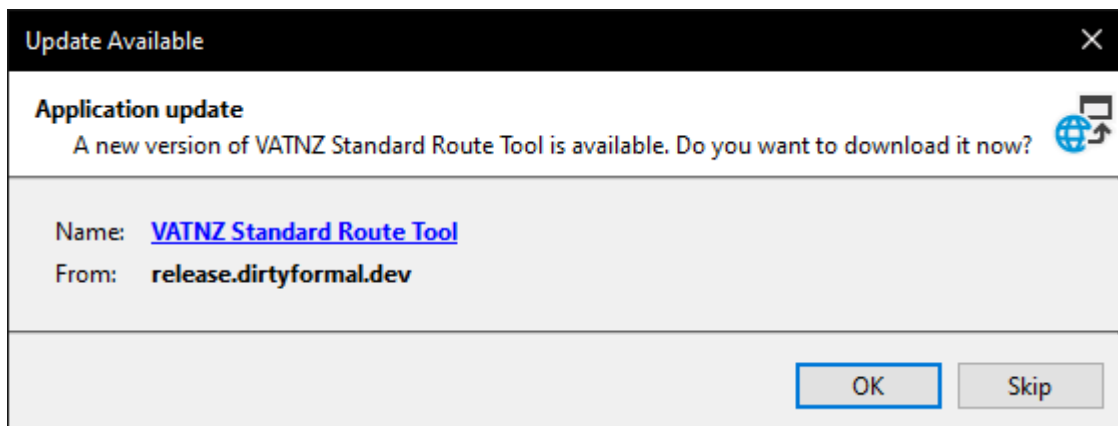 Update Available
Application update
A new version of VATNZ Standard Route Tool is available. Do you want to download it now?
Name: VATNZ Standard Route Tool
From: release.dirtyformal.dev
OK Skip